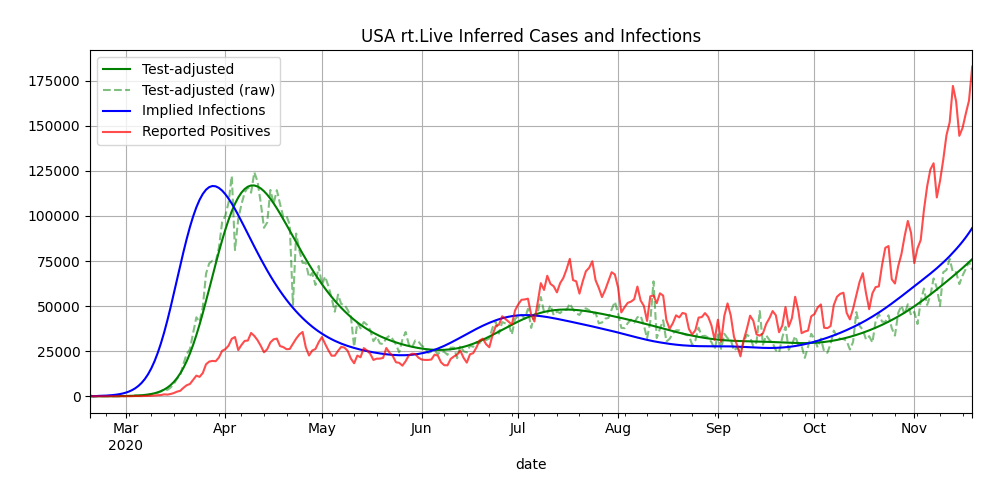 USA rt.Live Inferred Cases and Infections
Test-adjusted
Test-adjusted (raw)
Implied Infections
Reported Positives
175000
150000
125000
100000
75000
50000
25000
0
Mar Apr May Jun Jul Aug Sep Oct Nov
2020
date